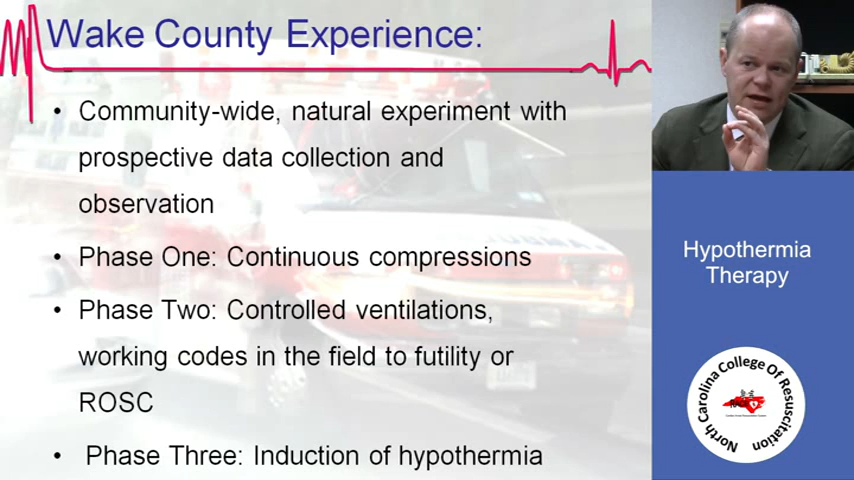 Wake County Experience:
• Community-wide, natural experiment with
prospective data collection and
observation
• Phase One: Continuous compressions
• Phase Two: Controlled ventilations,
working codes in the field to futility or
ROSC
• Phase Three: Induction of hypothermia
Hypothermia
Therapy
North Carolina College Of Resuscitation